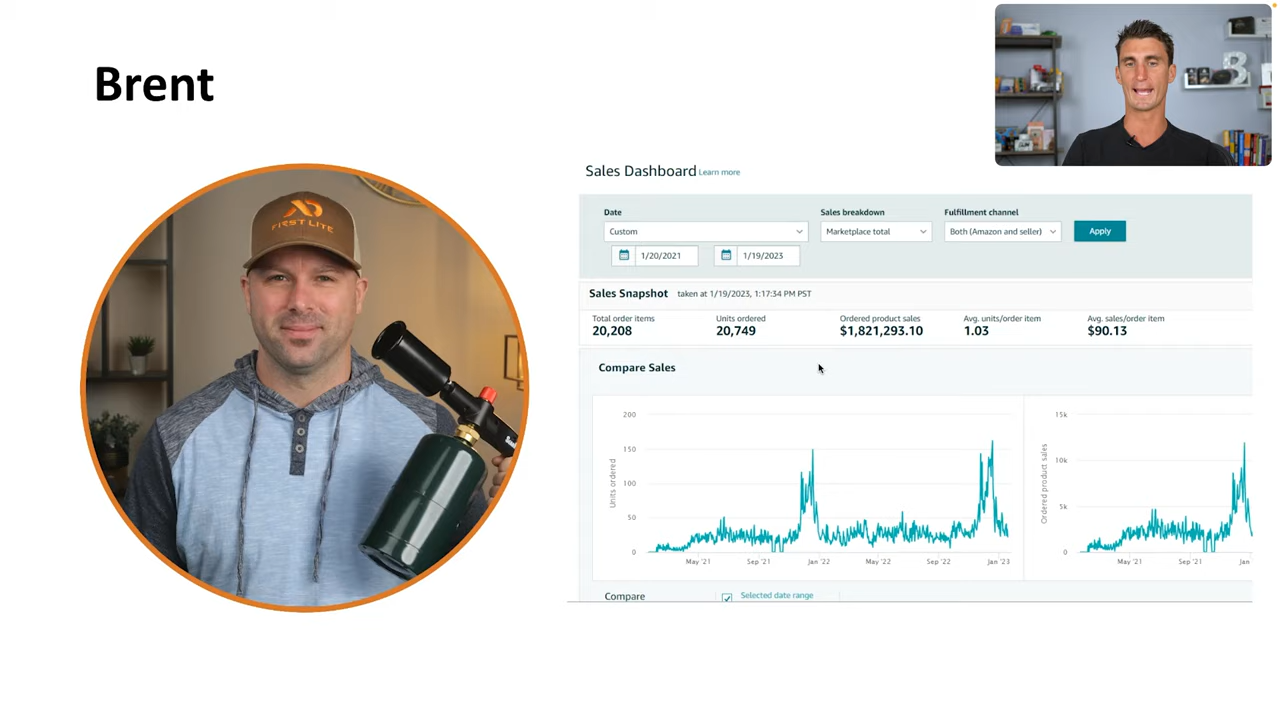 Brent
FIRST LITE
Sales Dashboard Learn more
Date
Sales breakdown
Fulfillment channel
Custom
Marketplace total
Both (Amazon and seller)
Apply
1/20/2021
1/19/2023
Sales Snapshot taken at 1/19/2023, 1:17:34 PM PST
Total order items
Units ordered
Ordered product sales
Avg. units/order item
Avg. sales/order item
20,208
20,749
$1,821,293.10
1.03
$90.13
Compare Sales
Units ordered
200
150
100
50
0
May '21
Sep '21
Jan '22
May '22
Sep '22
Jan '23
Ordered product sales
15k
10k
5k
0
May '21
Sep '21
Jan
Compare
Selected date range